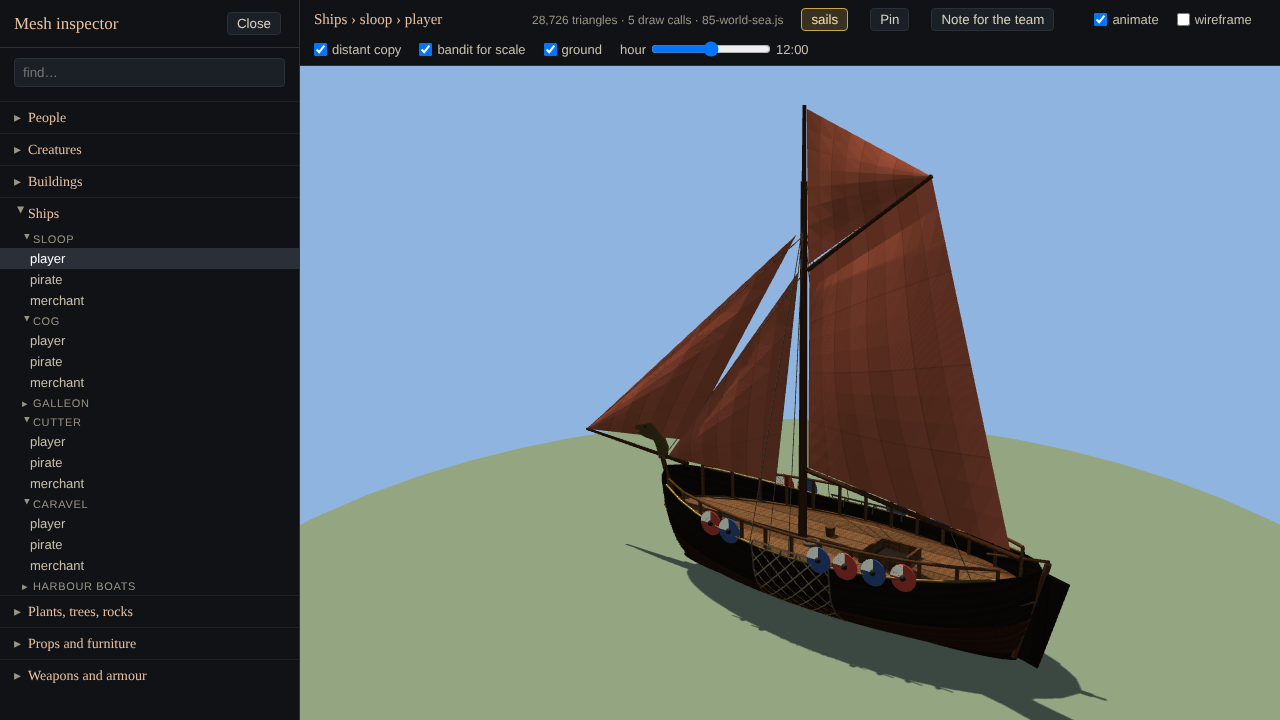 Mesh inspector
Close
find…
People
Creatures
Buildings
Ships
SLOOP
player
pirate
merchant
COG
player
pirate
merchant
GALLEON
CUTTER
player
pirate
merchant
CARAVEL
player
pirate
merchant
HARBOUR BOATS
Plants, trees, rocks
Props and furniture
Weapons and armour
Ships › sloop › player
28,726 triangles · 5 draw calls · 85-world-sea.js
sails
Pin
Note for the team
animate
wireframe
distant copy
bandit for scale
ground
hour
12:00